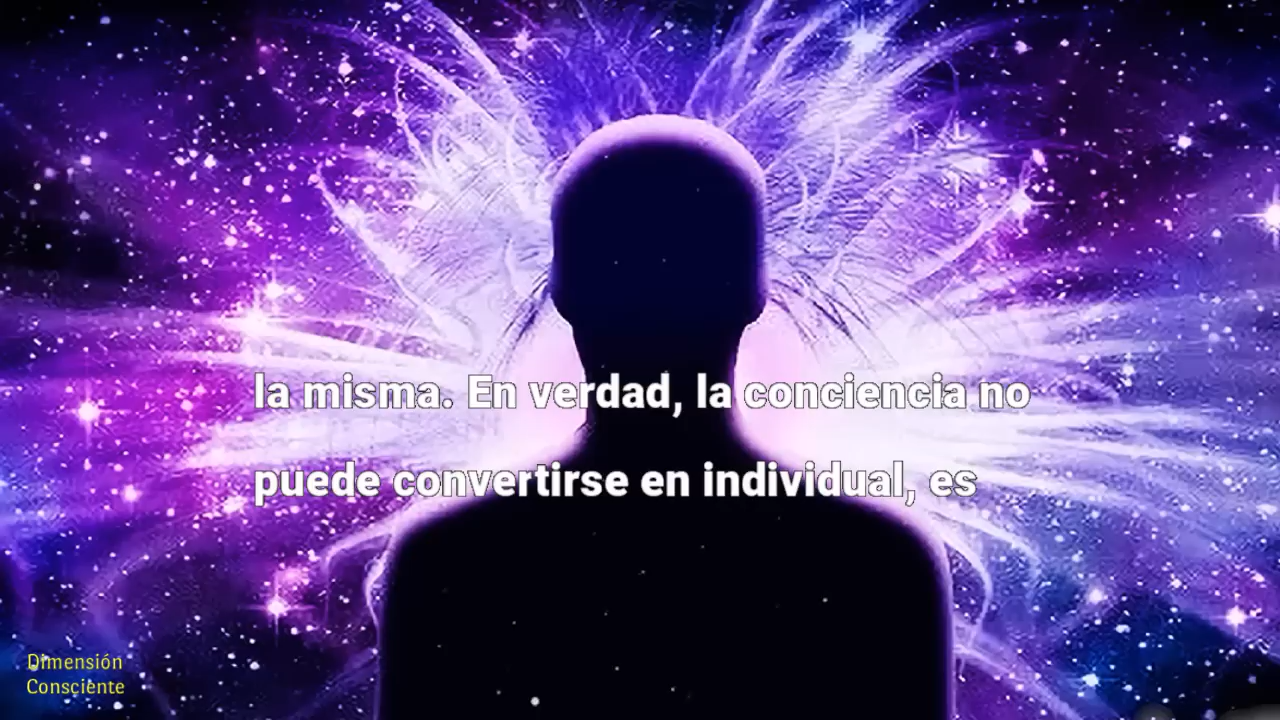 la misma. En verdad, la conciencia no
puede convertirse en individual, es
Dimensión
Consciente